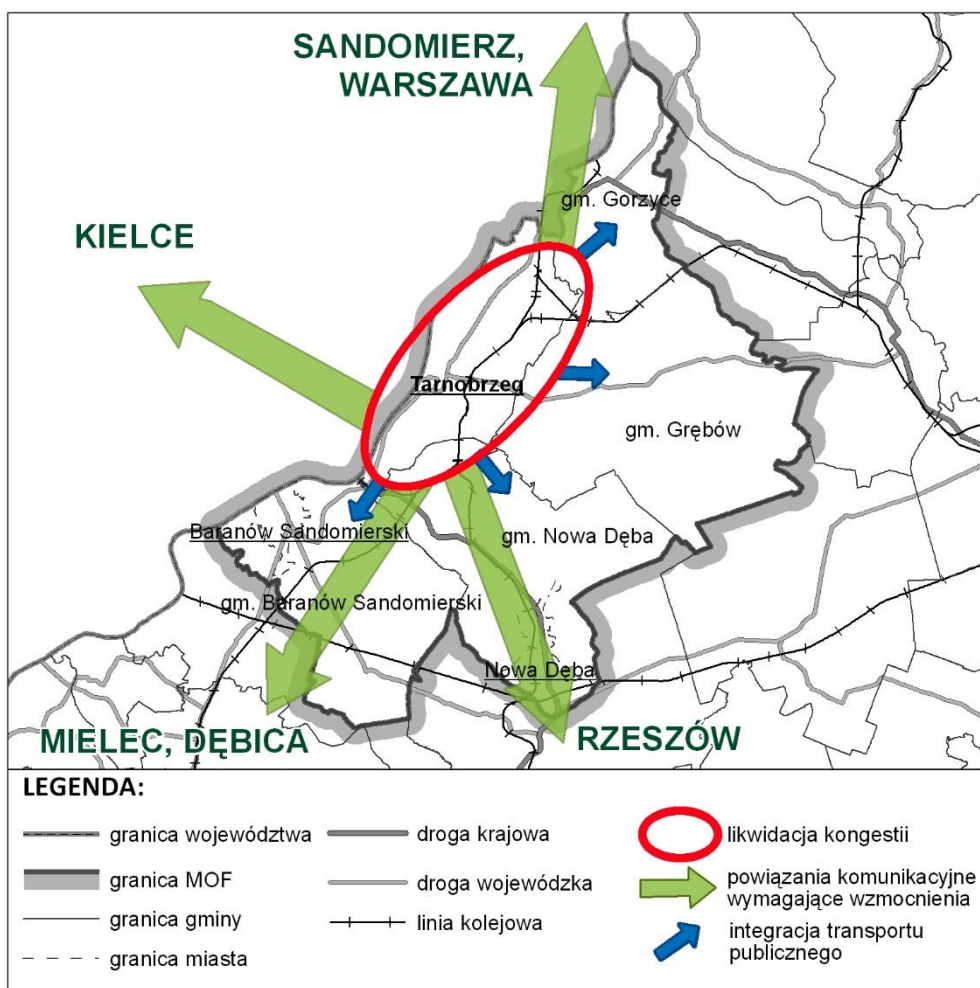 SANDOMIERZ,
WARSZAWA
KIELCE
gm. Gorzyce
Tarnobrzeg
gm. Grębów
Baranów Sandomierski
gm. Nowa Dęba
gm. Baranów Sandomierski
Nowa Dęba
MIELEC, DĘBICA
RZESZÓW
LEGENDA:
granica województwa
granica MOF
granica gminy
granica miasta
droga krajowa
droga wojewódzka
linia kolejowa
likwidacja kongestii
powiązania komunikacyjne
wymagające wzmocnienia
integracja transportu
publicznego